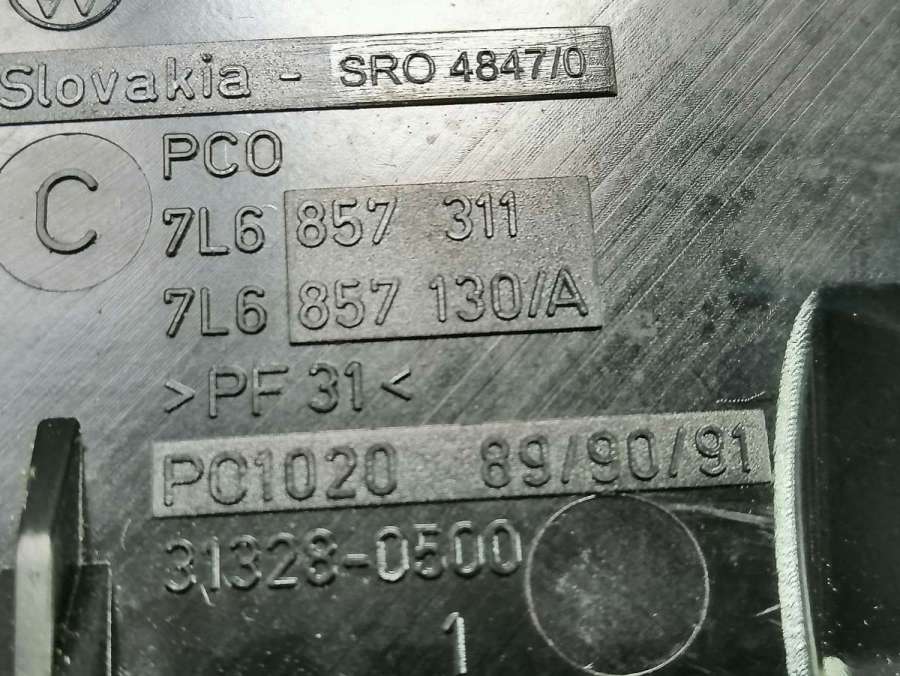 Slovakia - SRO 4847/0
C
PCO
7L6 857 311
7L6 857 130/A
>PF 31<
PC1020 89/90/91
31328-0500
1